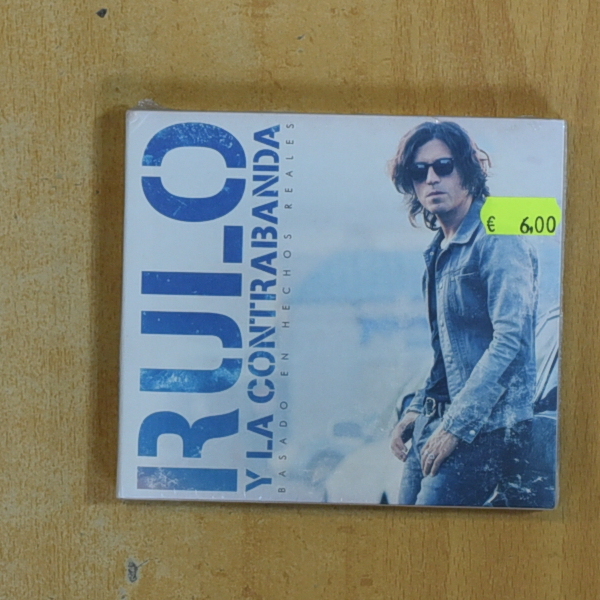 RULO
Y LA CONTRABANDA
BASADO EN HECHOS REALES
€ 6,00